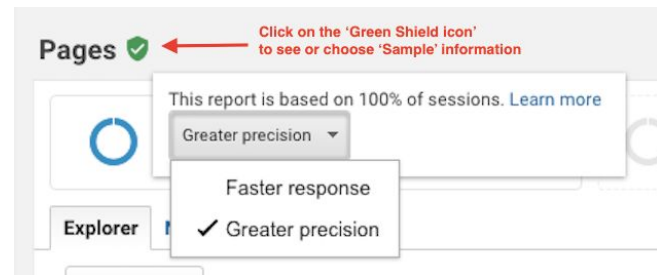 Pages
Click on the ‘Green Shield icon’
to see or choose ‘Sample’ information
This report is based on 100% of sessions. Learn more
Greater precision
Faster response
Greater precision
Explorer